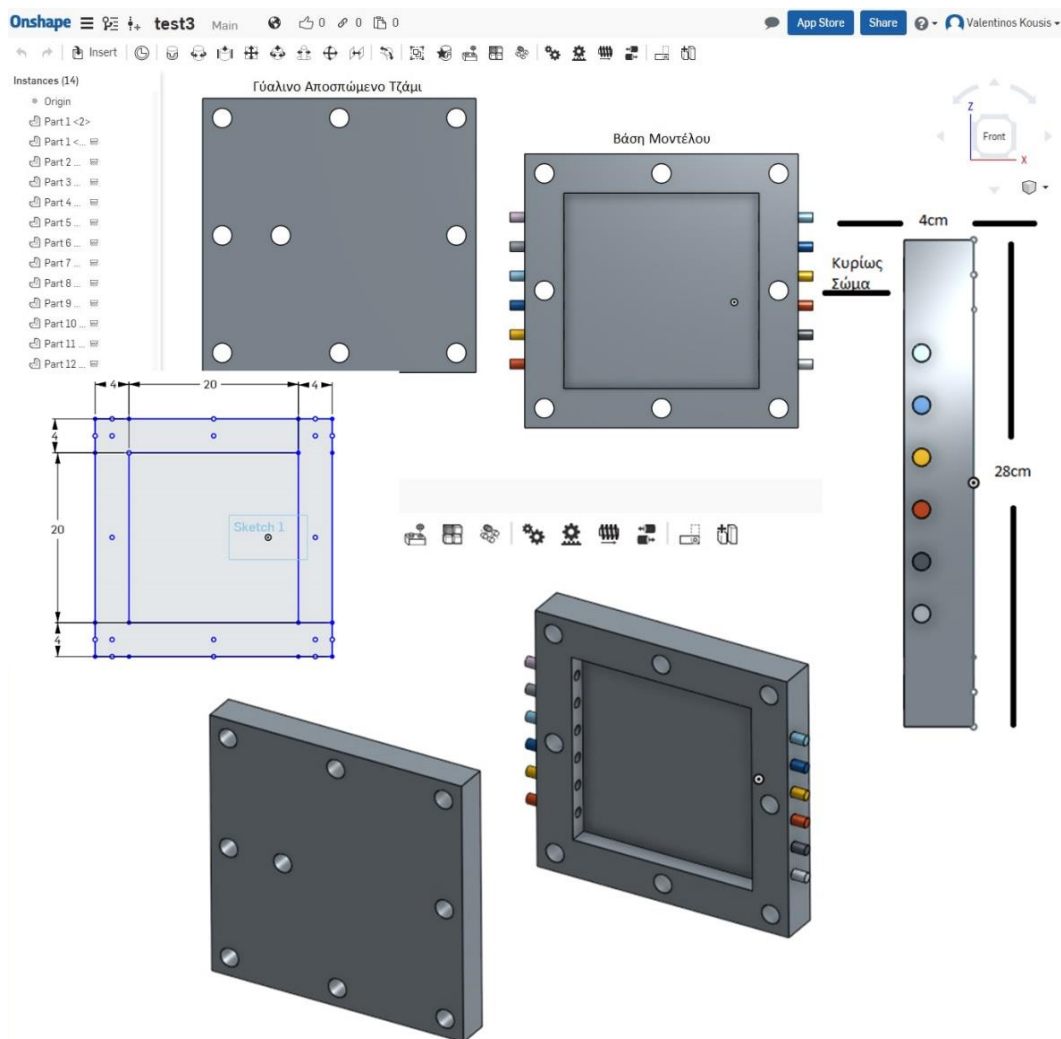 Onshape test3 Main 0 0 0 App Store Share Valentinos Kousis
Insert
Instances (14)
Origin
Part 1 <2>
Part 1 <...
Part 2 ...
Part 3 ...
Part 4 ...
Part 5 ...
Part 6 ...
Part 7 ...
Part 8 ...
Part 9 ...
Part 10 ...
Part 11 ...
Part 12 ...
Γύαλινο Αποσπώμενο Τζάμι
Βάση Μοντέλου
Z
Front
X
4cm
Κυρίως
Σώμα
28cm
4 20 4
4
20
4
Sketch 1